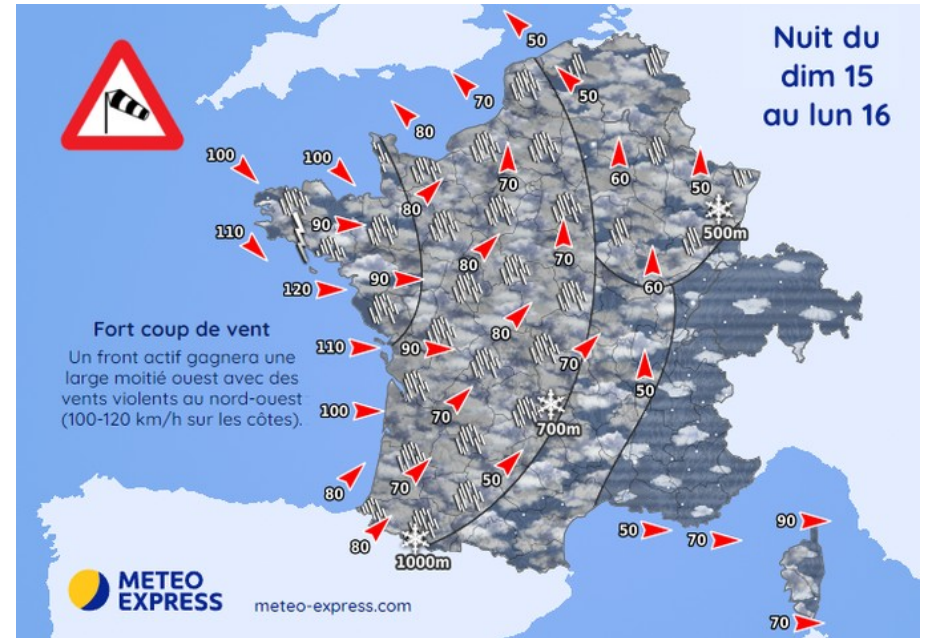 Nuit du
dim 15
au lun 16
50
70
50
80
100
100
70
60
50
80
90
500m
110
80
70
60
120
90
80
Fort coup de vent
Un front actif gagnera une
large moitié ouest avec des
vents violents au nord-ouest
(100-120 km/h sur les côtes).
110
90
70
50
100
70
700m
80
70
50
80
1000m
50
70
90
70
METEO
EXPRESS
meteo-express.com